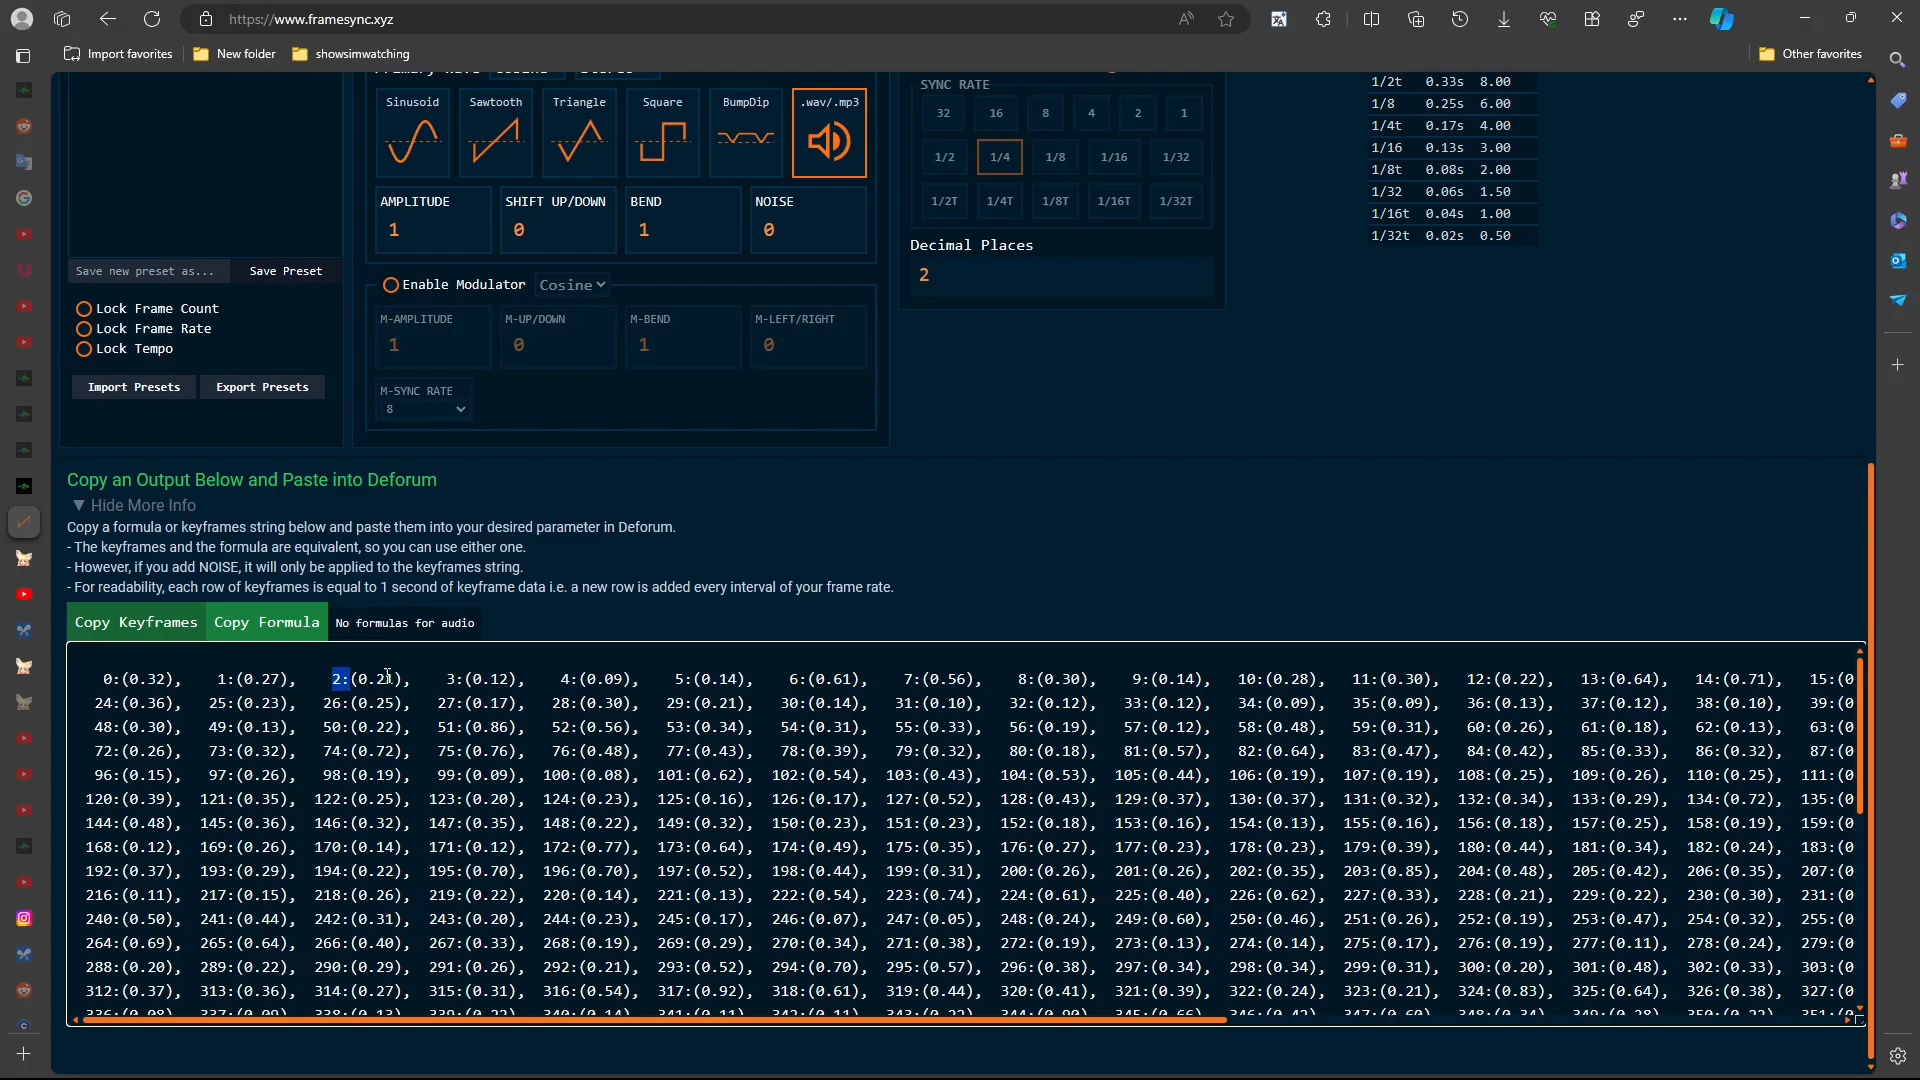 https://www.framesync.xyz
Import favorites
New folder
showsimwatching
Other favorites
Sinusoid
Sawtooth
Triangle
Square
BumpDip
.wav/.mp3
AMPLITUDE
1
SHIFT UP/DOWN
0
BEND
1
NOISE
0
Save new preset as...
Save Preset
Lock Frame Count
Lock Frame Rate
Lock Tempo
Import Presets
Export Presets
Enable Modulator
Cosine
M-AMPLITUDE
1
M-UP/DOWN
0
M-BEND
1
M-LEFT/RIGHT
0
M-SYNC RATE
8
SYNC RATE
32 16 8 4 2 1
1/2 1/4 1/8 1/16 1/32
1/2T 1/4T 1/8T 1/16T 1/32T
Decimal Places
2
1/2t 0.33s 8.00
1/8 0.25s 6.00
1/4t 0.17s 4.00
1/16 0.13s 3.00
1/8t 0.08s 2.00
1/32 0.06s 1.50
1/16t 0.04s 1.00
1/32t 0.02s 0.50
Copy an Output Below and Paste into Deforum
▼ Hide More Info
Copy a formula or keyframes string below and paste them into your desired parameter in Deforum.
- The keyframes and the formula are equivalent, so you can use either one.
- However, if you add NOISE, it will only be applied to the keyframes string.
- For readability, each row of keyframes is equal to 1 second of keyframe data i.e. a new row is added every interval of your frame rate.
Copy Keyframes
Copy Formula
No formulas for audio
0:(0.32), 1:(0.27), 2:(0.21), 3:(0.12), 4:(0.09), 5:(0.14), 6:(0.61), 7:(0.56), 8:(0.30), 9:(0.14), 10:(0.28), 11:(0.30), 12:(0.22), 13:(0.64), 14:(0.71), 15:(0
24:(0.36), 25:(0.23), 26:(0.25), 27:(0.17), 28:(0.30), 29:(0.21), 30:(0.14), 31:(0.10), 32:(0.12), 33:(0.12), 34:(0.09), 35:(0.09), 36:(0.13), 37:(0.12), 38:(0.10), 39:(0
48:(0.30), 49:(0.13), 50:(0.22), 51:(0.86), 52:(0.56), 53:(0.34), 54:(0.31), 55:(0.33), 56:(0.19), 57:(0.12), 58:(0.48), 59:(0.31), 60:(0.26), 61:(0.18), 62:(0.13), 63:(0
72:(0.26), 73:(0.32), 74:(0.72), 75:(0.76), 76:(0.48), 77:(0.43), 78:(0.39), 79:(0.32), 80:(0.18), 81:(0.57), 82:(0.64), 83:(0.47), 84:(0.42), 85:(0.33), 86:(0.32), 87:(0
96:(0.15), 97:(0.26), 98:(0.19), 99:(0.09), 100:(0.08), 101:(0.62), 102:(0.54), 103:(0.43), 104:(0.53), 105:(0.44), 106:(0.19), 107:(0.19), 108:(0.25), 109:(0.26), 110:(0.25), 111:(0
120:(0.39), 121:(0.35), 122:(0.25), 123:(0.20), 124:(0.23), 125:(0.16), 126:(0.17), 127:(0.52), 128:(0.43), 129:(0.37), 130:(0.37), 131:(0.32), 132:(0.34), 133:(0.29), 134:(0.72), 135:(0
144:(0.48), 145:(0.36), 146:(0.32), 147:(0.35), 148:(0.22), 149:(0.32), 150:(0.23), 151:(0.23), 152:(0.18), 153:(0.16), 154:(0.13), 155:(0.16), 156:(0.18), 157:(0.25), 158:(0.19), 159:(0
168:(0.12), 169:(0.26), 170:(0.14), 171:(0.12), 172:(0.77), 173:(0.64), 174:(0.49), 175:(0.35), 176:(0.27), 177:(0.23), 178:(0.23), 179:(0.39), 180:(0.44), 181:(0.34), 182:(0.24), 183:(0
192:(0.37), 193:(0.29), 194:(0.22), 195:(0.70), 196:(0.70), 197:(0.52), 198:(0.44), 199:(0.31), 200:(0.26), 201:(0.26), 202:(0.35), 203:(0.85), 204:(0.48), 205:(0.42), 206:(0.35), 207:(0
216:(0.11), 217:(0.15), 218:(0.26), 219:(0.22), 220:(0.14), 221:(0.13), 222:(0.54), 223:(0.74), 224:(0.61), 225:(0.40), 226:(0.62), 227:(0.33), 228:(0.21), 229:(0.22), 230:(0.30), 231:(0
240:(0.50), 241:(0.44), 242:(0.31), 243:(0.20), 244:(0.23), 245:(0.17), 246:(0.07), 247:(0.05), 248:(0.24), 249:(0.60), 250:(0.46), 251:(0.26), 252:(0.19), 253:(0.47), 254:(0.32), 255:(0
264:(0.69), 265:(0.64), 266:(0.40), 267:(0.33), 268:(0.19), 269:(0.29), 270:(0.34), 271:(0.38), 272:(0.19), 273:(0.13), 274:(0.14), 275:(0.17), 276:(0.19), 277:(0.11), 278:(0.24), 279:(0
288:(0.20), 289:(0.22), 290:(0.29), 291:(0.26), 292:(0.21), 293:(0.52), 294:(0.70), 295:(0.57), 296:(0.38), 297:(0.34), 298:(0.34), 299:(0.31), 300:(0.20), 301:(0.48), 302:(0.33), 303:(0
312:(0.37), 313:(0.36), 314:(0.27), 315:(0.31), 316:(0.54), 317:(0.92), 318:(0.61), 319:(0.44), 320:(0.41), 321:(0.39), 322:(0.24), 323:(0.21), 324:(0.83), 325:(0.64), 326:(0.38), 327:(0